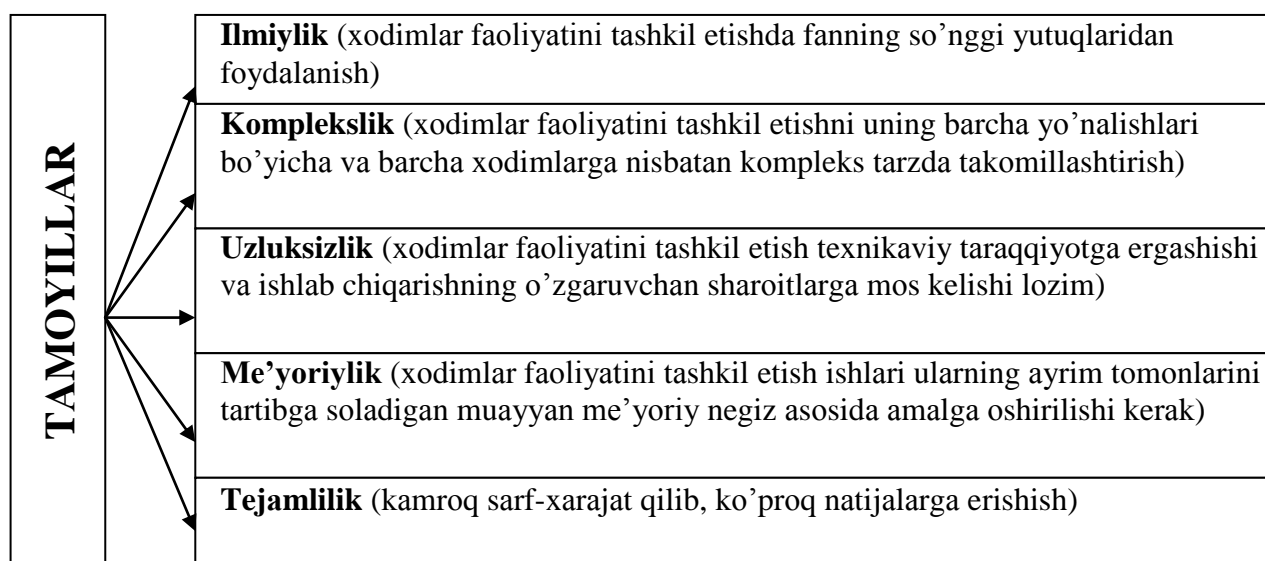 TAMOYILLAR
Ilmiylik (xodimlar faoliyatini tashkil etishda fanning so’nggi yutuqlaridan
foydalanish)
Komplekslik (xodimlar faoliyatini tashkil etishni uning barcha yo’nalishlari
bo’yicha va barcha xodimlarga nisbatan kompleks tarzda takomillashtirish)
Uzluksizlik (xodimlar faoliyatini tashkil etish texnikaviy taraqqiyotga ergashishi
va ishlab chiqarishning o’zgaruvchan sharoitlarga mos kelishi lozim)
Me’yoriylik (xodimlar faoliyatini tashkil etish ishlari ularning ayrim tomonlarini
tartibga soladigan muayyan me’yoriy negiz asosida amalga oshirilishi kerak)
Tejamlilik (kamroq sarf-xarajat qilib, ko’proq natijalarga erishish)